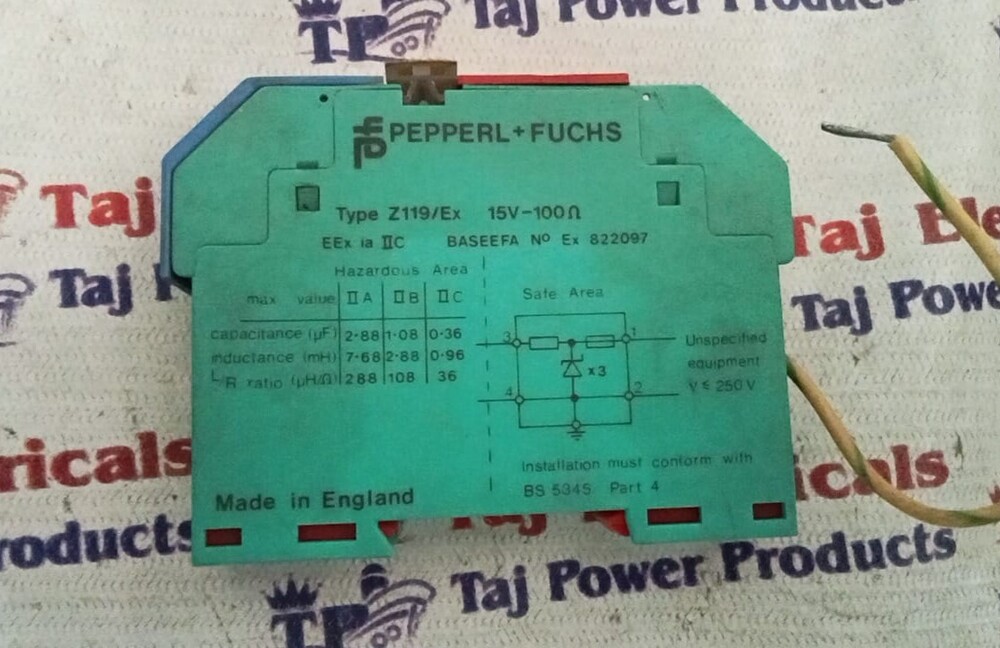 TP Taj Power Products
PEPPERL+FUCHS
Taj
Taj Ele
Type Z119/Ex 15V-100Ω
EEx ia IIC BASEEFA Nº Ex 822097
Taj
Taj Powe
Hazardous Area
max value IIA IIB IIC
capacitance (μF) 2·88 1·08 0·36
inductance (mH) 7·68 2·88 0·96
L/R ratio (μH/Ω) 288 108 36
Safe Area
3 1
x3
4 2
Unspecified
equipment
V ≤ 250 V
Installation must conform with
BS 5345 Part 4
Made in England
ricals
icals
roducts
Taj
Power Products
TP Taj Power Products